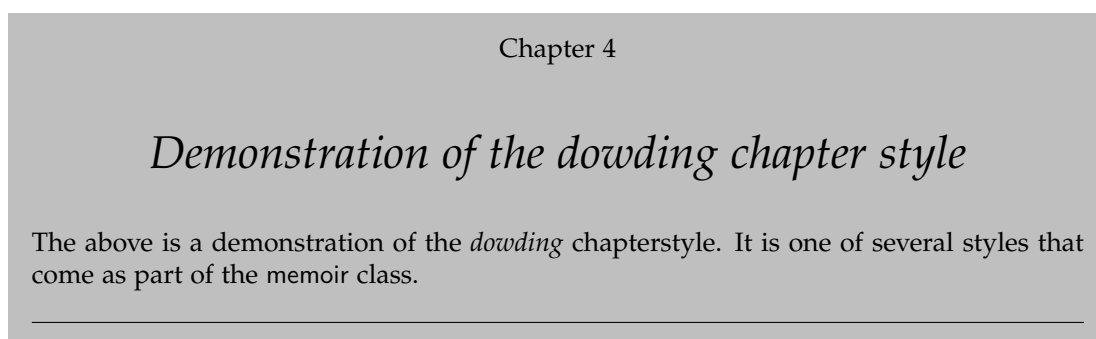 Chapter 4
Demonstration of the dowding chapter style
The above is a demonstration of the dowding chapterstyle. It is one of several styles that
come as part of the memoir class.